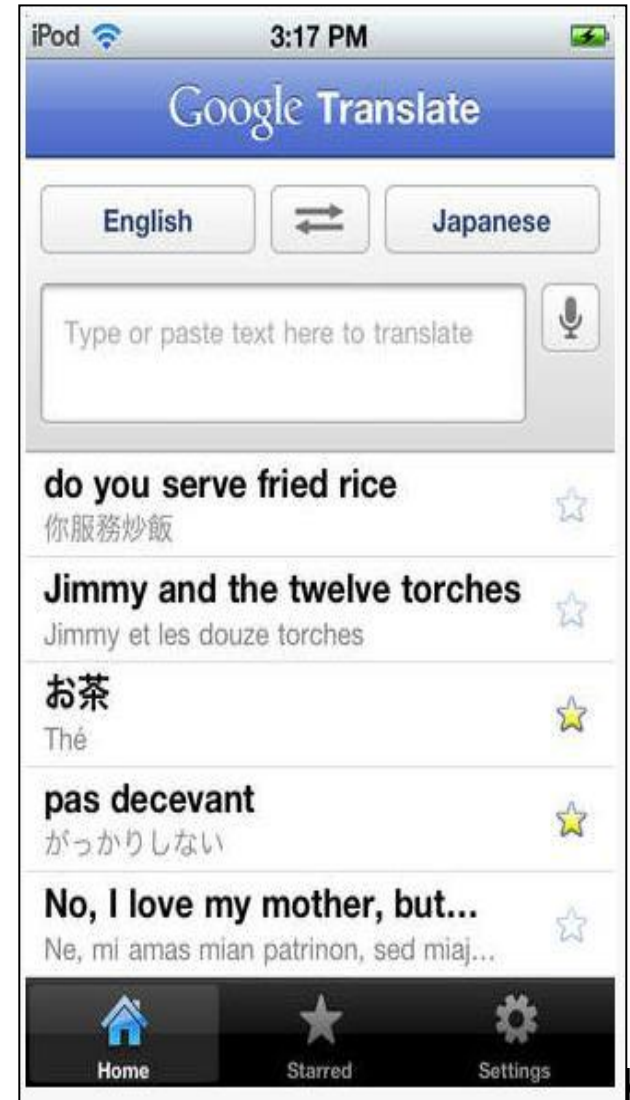 iPod 3:17 PM
Google Translate
English Japanese
Type or paste text here to translate
do you serve fried rice
你服務炒飯
Jimmy and the twelve torches
Jimmy et les douze torches
お茶
Thé
pas decevant
がっかりしない
No, I love my mother, but...
Ne, mi amas mian patrinon, sed miaj...
Home Starred Settings